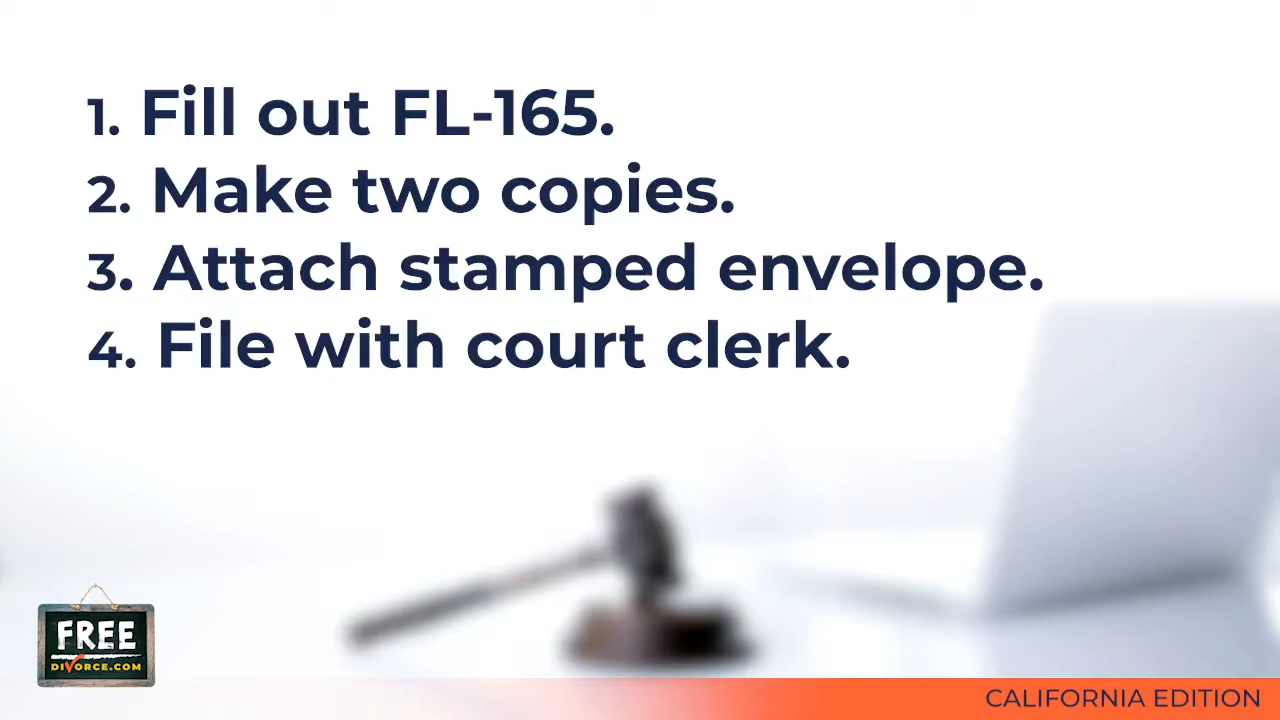 1. Fill out FL-165.
2. Make two copies.
3. Attach stamped envelope.
4. File with court clerk.
FREE
DIVORCE.COM
CALIFORNIA EDITION